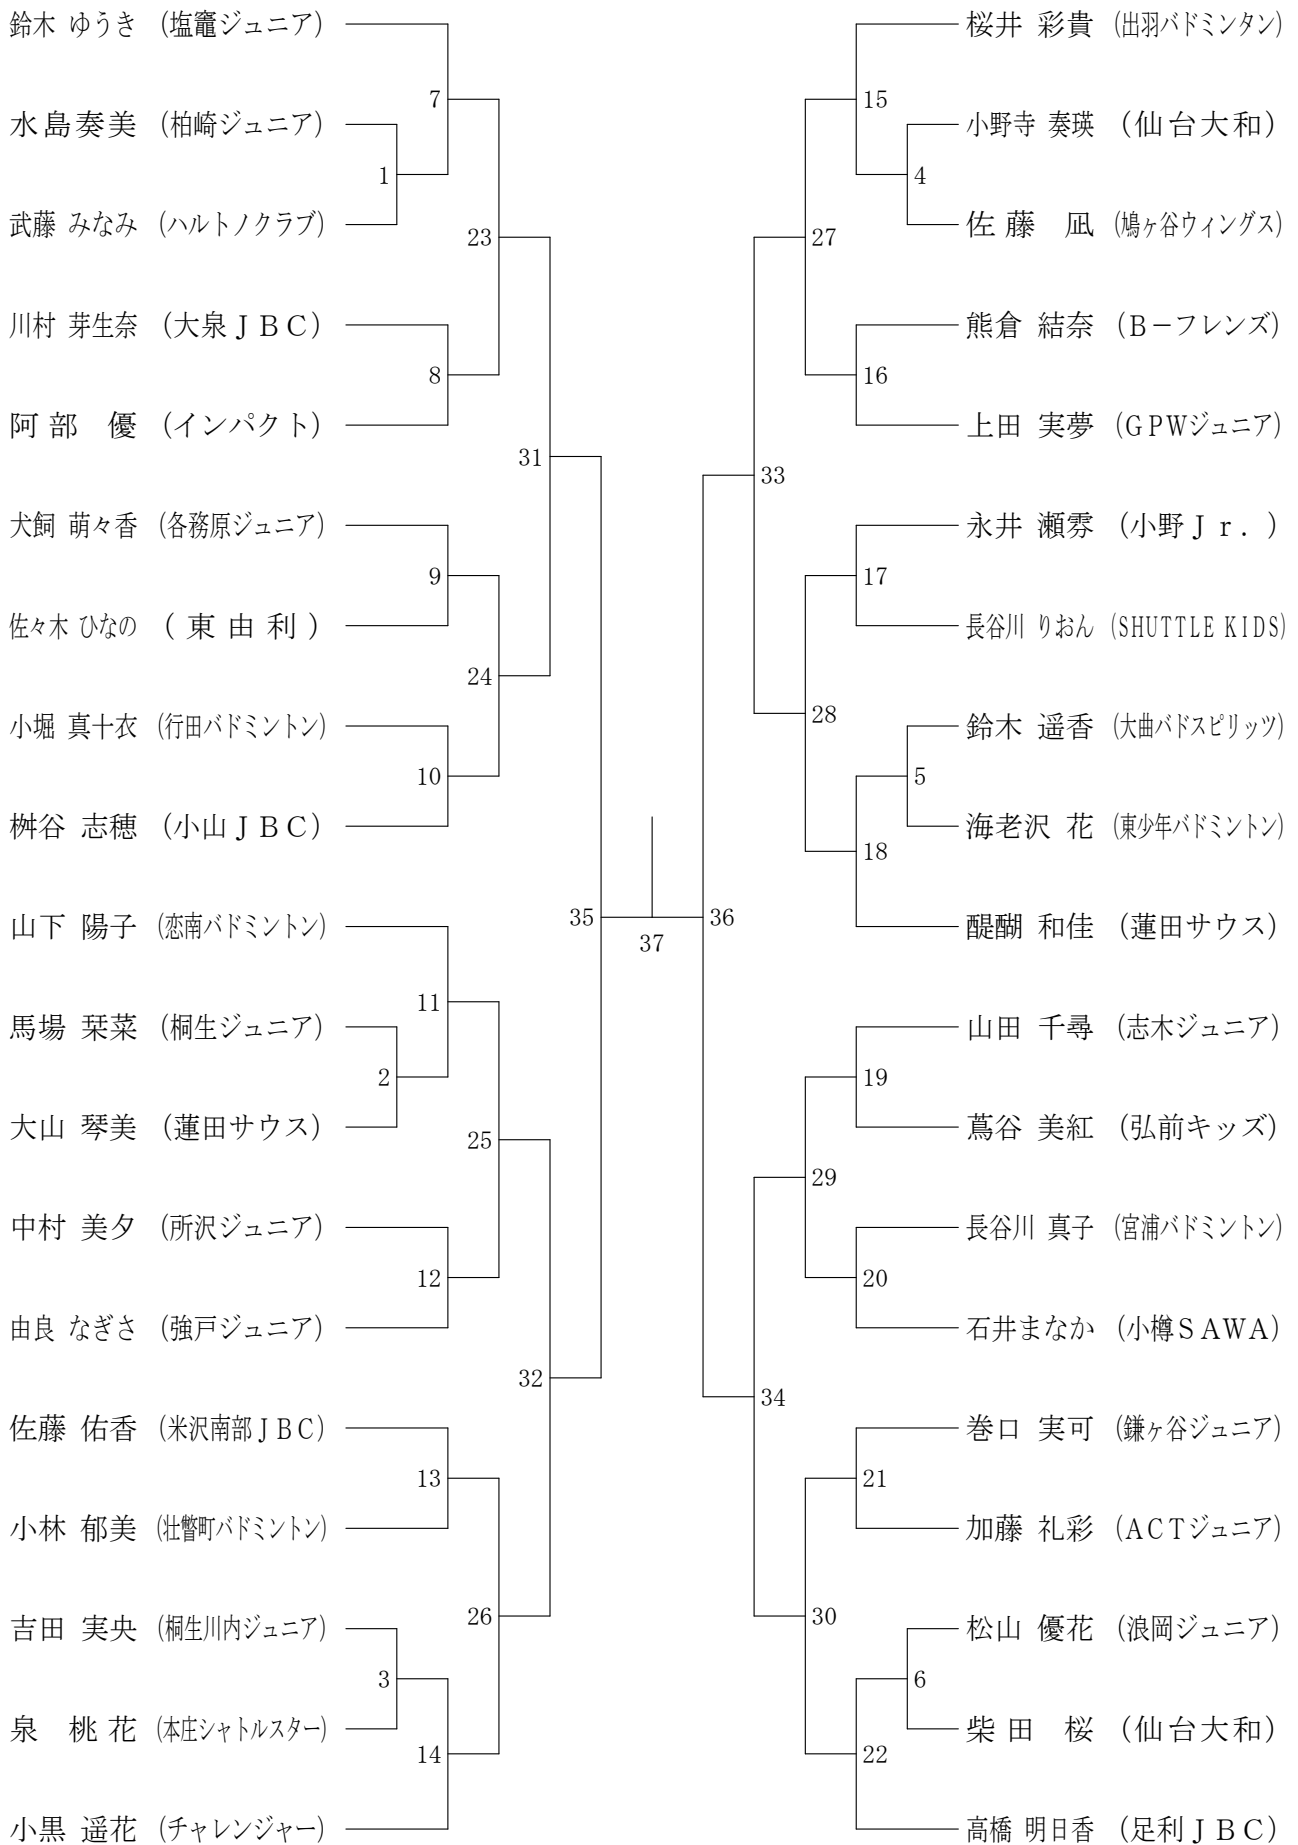 鈴木 ゆうき (塩竈ジュニア)
7
水島奏美 (柏崎ジュニア)
1
武藤 みなみ (ハルトノクラブ)
23
川村 芽生奈 (大泉ＪＢＣ)
8
阿部 優 (インパクト)
31
犬飼 萌々香 (各務原ジュニア)
9
佐々木 ひなの (東由利)
24
小堀 真十衣 (行田バドミントン)
10
桝谷 志穂 (小山ＪＢＣ)
35
山下 陽子 (恋南バドミントン)
11
馬場 栞菜 (桐生ジュニア)
2
大山 琴美 (蓮田サウス)
25
中村 美夕 (所沢ジュニア)
12
由良 なぎさ (強戸ジュニア)
32
佐藤 佑香 (米沢南部ＪＢＣ)
13
小林 郁美 (壮瞥町バドミントン)
26
吉田 実央 (桐生川内ジュニア)
3
泉 桃花 (本庄シャトルスター)
14
小黒 遥花 (チャレンジャー)
37
桜井 彩貴 (出羽バドミンタン)
15
小野寺 奏瑛 (仙台大和)
4
佐藤 凪 (鳩ヶ谷ウィングス)
27
熊倉 結奈 (Ｂ－フレンズ)
16
上田 実夢 (ＧＰＷジュニア)
33
永井 瀬雰 (小野Ｊｒ．)
17
長谷川 りおん (SHUTTLE KIDS)
28
鈴木 遥香 (大曲バドスピリッツ)
5
海老沢 花 (東少年バドミントン)
18
醍醐 和佳 (蓮田サウス)
36
山田 千尋 (志木ジュニア)
19
蔦谷 美紅 (弘前キッズ)
29
長谷川 真子 (宮浦バドミントン)
20
石井まなか (小樽ＳＡＷＡ)
34
巻口 実可 (鎌ヶ谷ジュニア)
21
加藤 礼彩 (ＡＣＴジュニア)
30
松山 優花 (浪岡ジュニア)
6
柴田 桜 (仙台大和)
22
高橋 明日香 (足利ＪＢＣ)